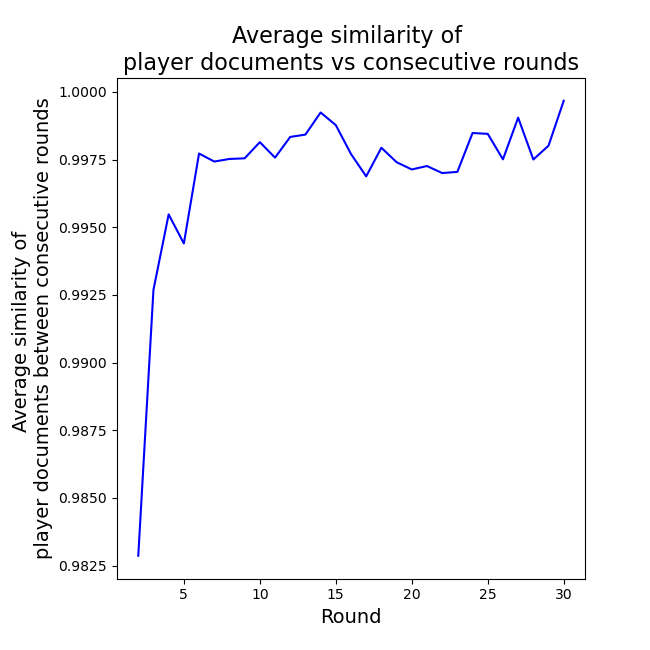 Average similarity of
player documents vs consecutive rounds
Average similarity of
player documents between consecutive rounds
1.0000
0.9975
0.9950
0.9925
0.9900
0.9875
0.9850
0.9825
5
10
15
20
25
30
Round